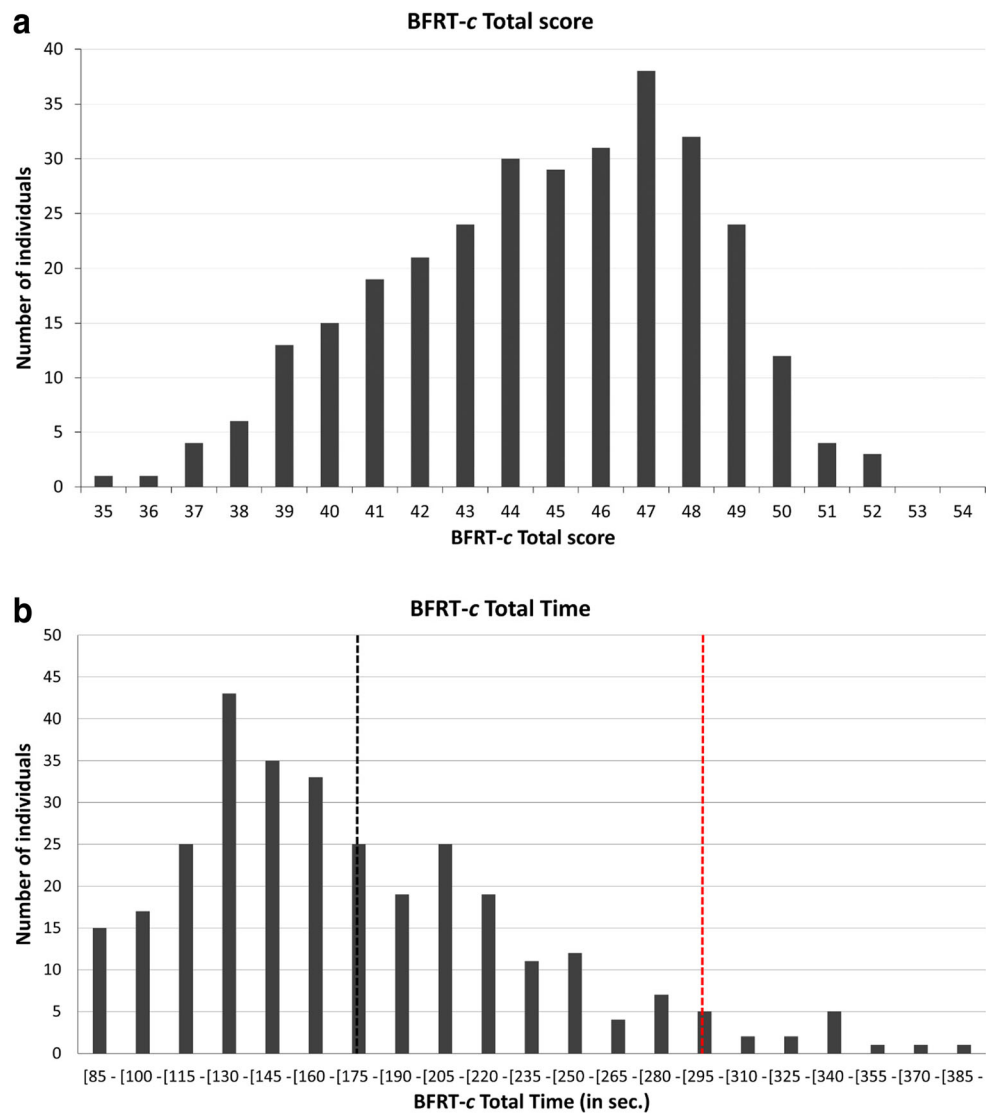 a
BFRT-c Total score
40
35
30
25
20
15
10
5
0
Number of individuals
35 36 37 38 39 40 41 42 43 44 45 46 47 48 49 50 51 52 53 54
BFRT-c Total score
b
BFRT-c Total Time
50
45
40
35
30
25
20
15
10
5
0
Number of individuals
[85 -[100 -[115 -[130 -[145 -[160 -[175 -[190 -[205 -[220 -[235 -[250 -[265 -[280 -[295 -[310 -[325 -[340 -[355 -[370 -[385 -
BFRT-c Total Time (in sec.)